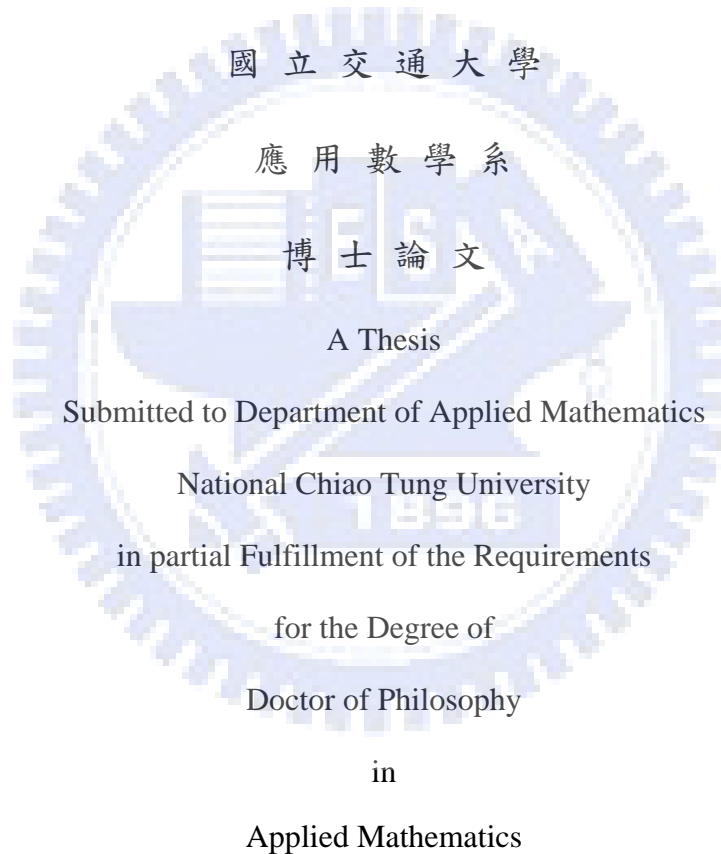 國 立 交 通 大 學
應 用 數 學 系
博 士 論 文
A Thesis
Submitted to Department of Applied Mathematics
National Chiao Tung University
in partial Fulfillment of the Requirements
for the Degree of
Doctor of Philosophy
in
Applied Mathematics
E S A
1896